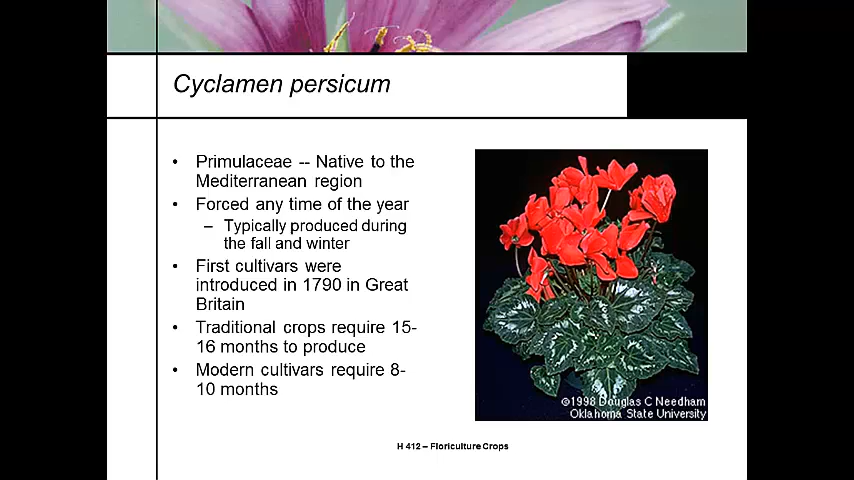 Cyclamen persicum
• Primulaceae -- Native to the
Mediterranean region
• Forced any time of the year
– Typically produced during
the fall and winter
• First cultivars were
introduced in 1790 in Great
Britain
• Traditional crops require 15-
16 months to produce
• Modern cultivars require 8-
10 months
©1998 Douglas C Needham
Oklahoma State University
H 412 – Floriculture Crops